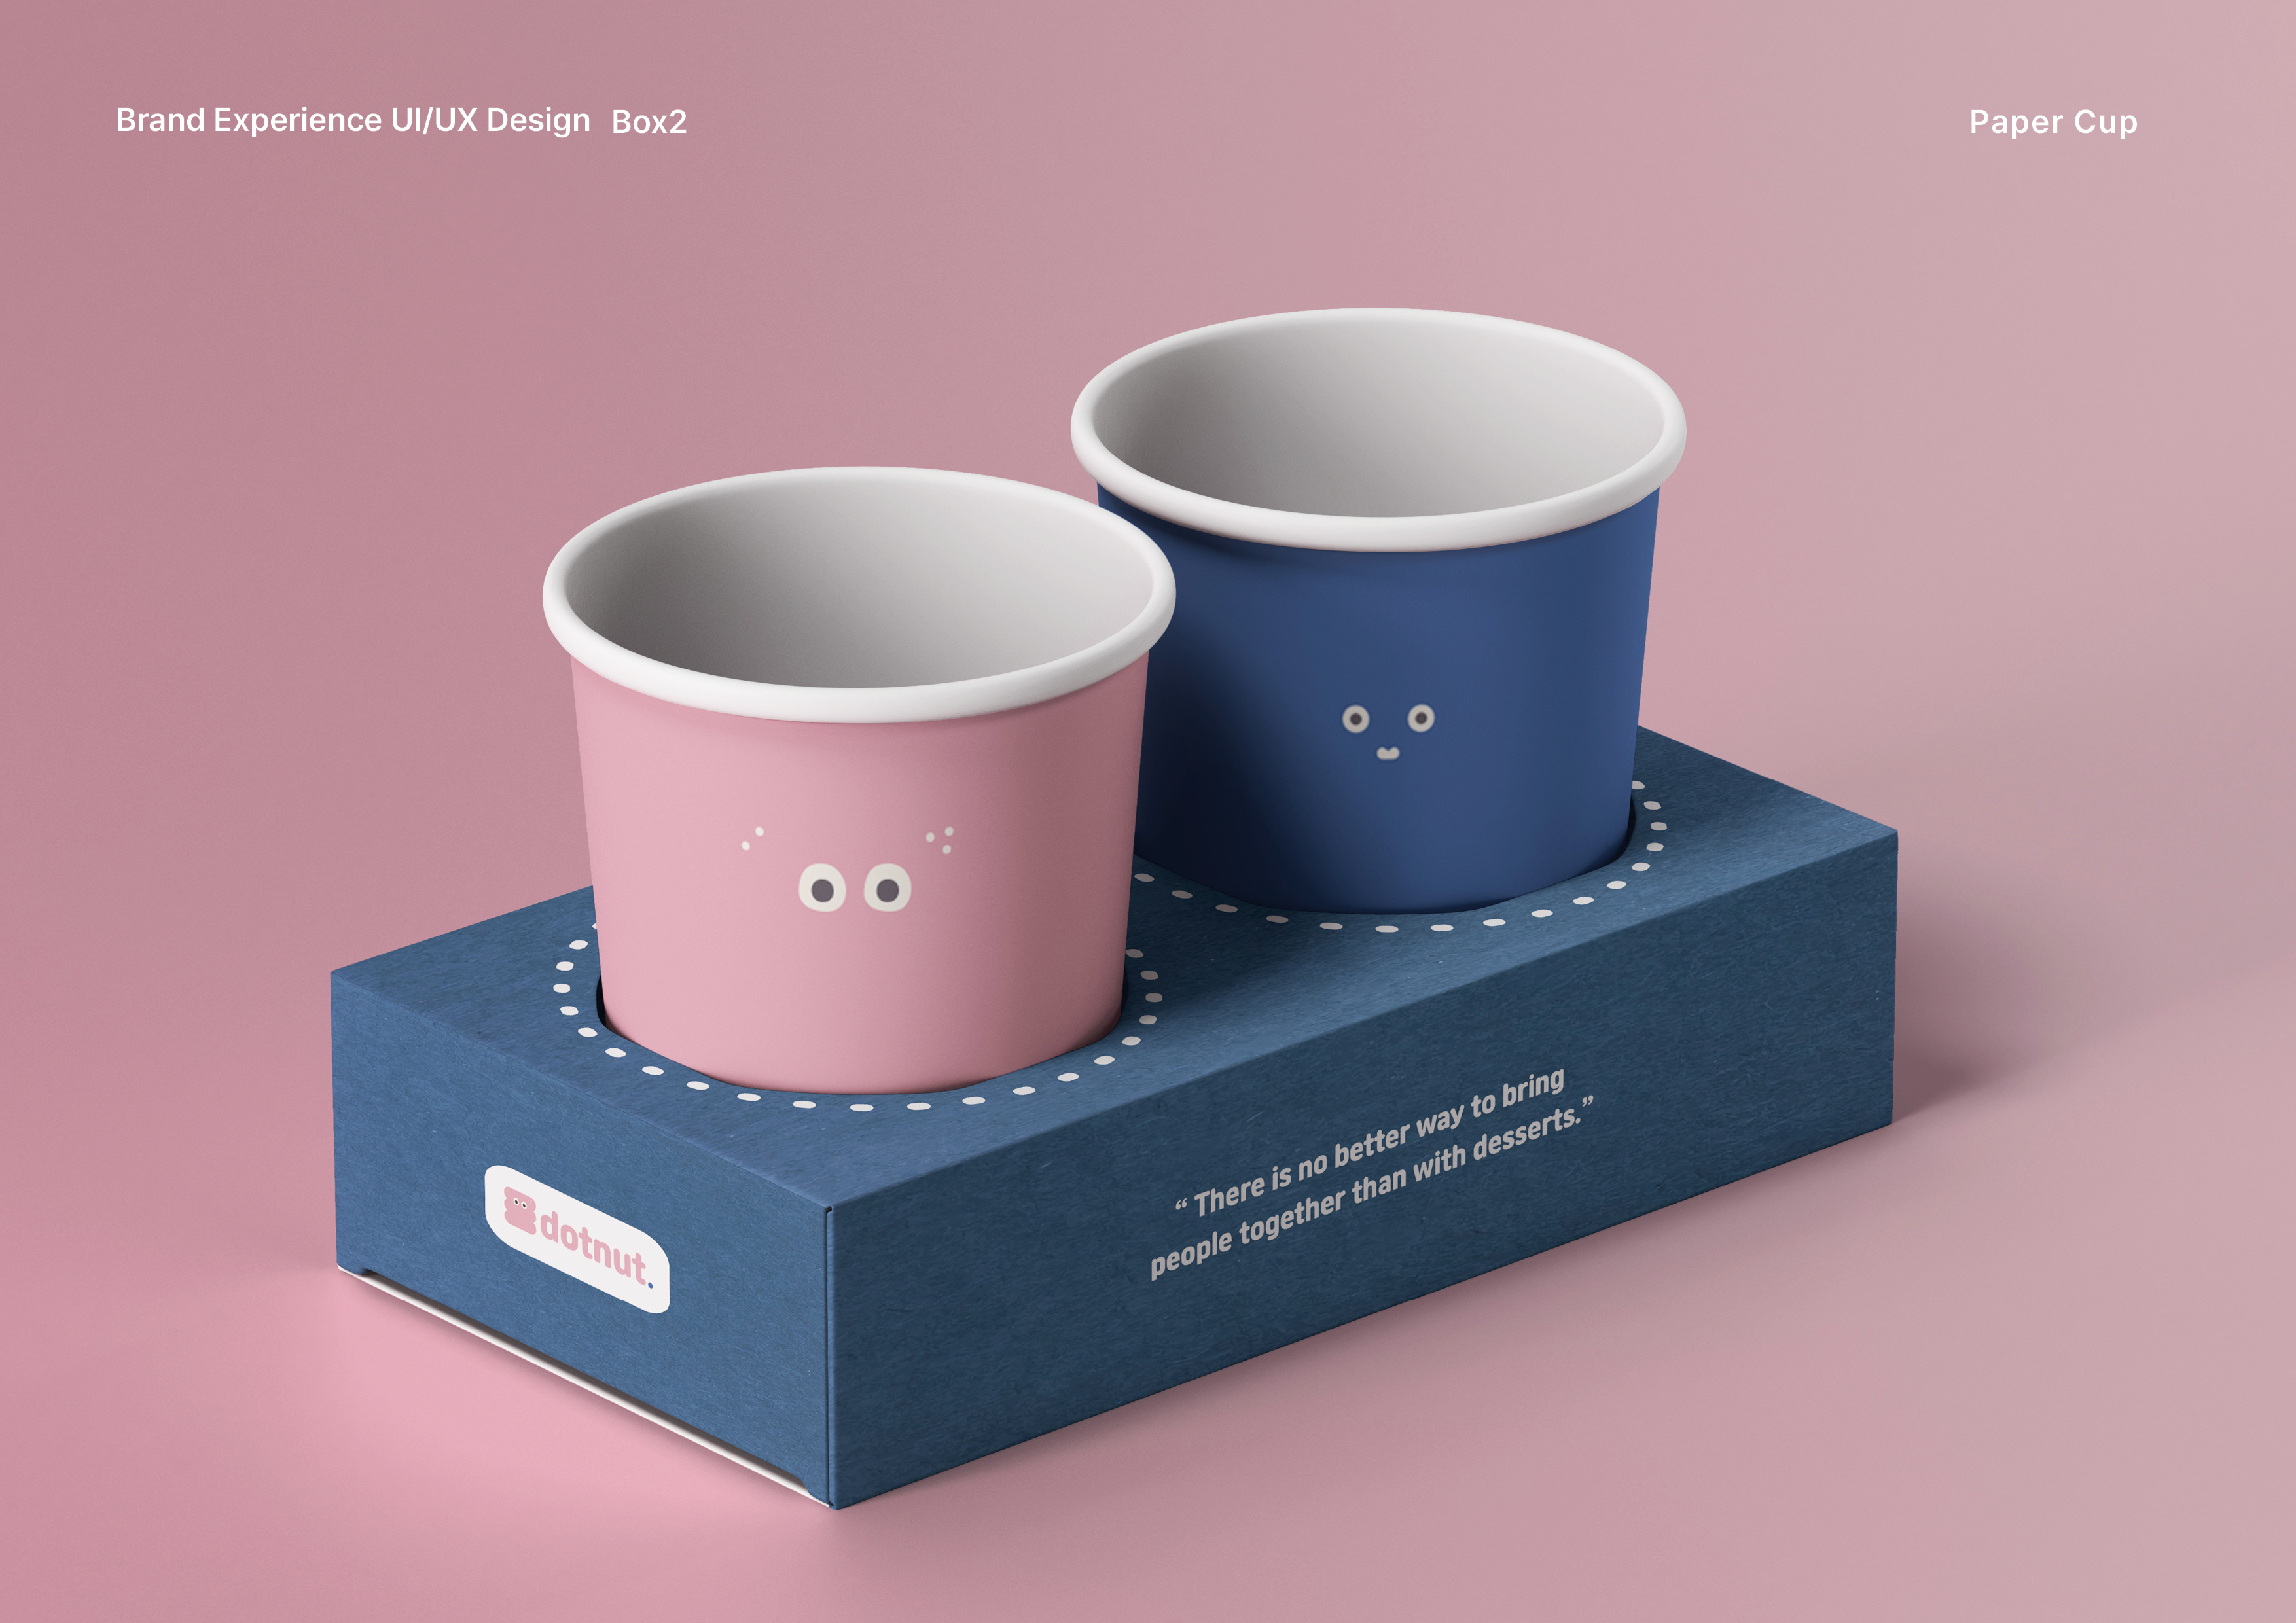 Brand Experience UI/UX Design Box2
Paper Cup
“ There is no better way to bring
people together than with desserts.”
dotnut.